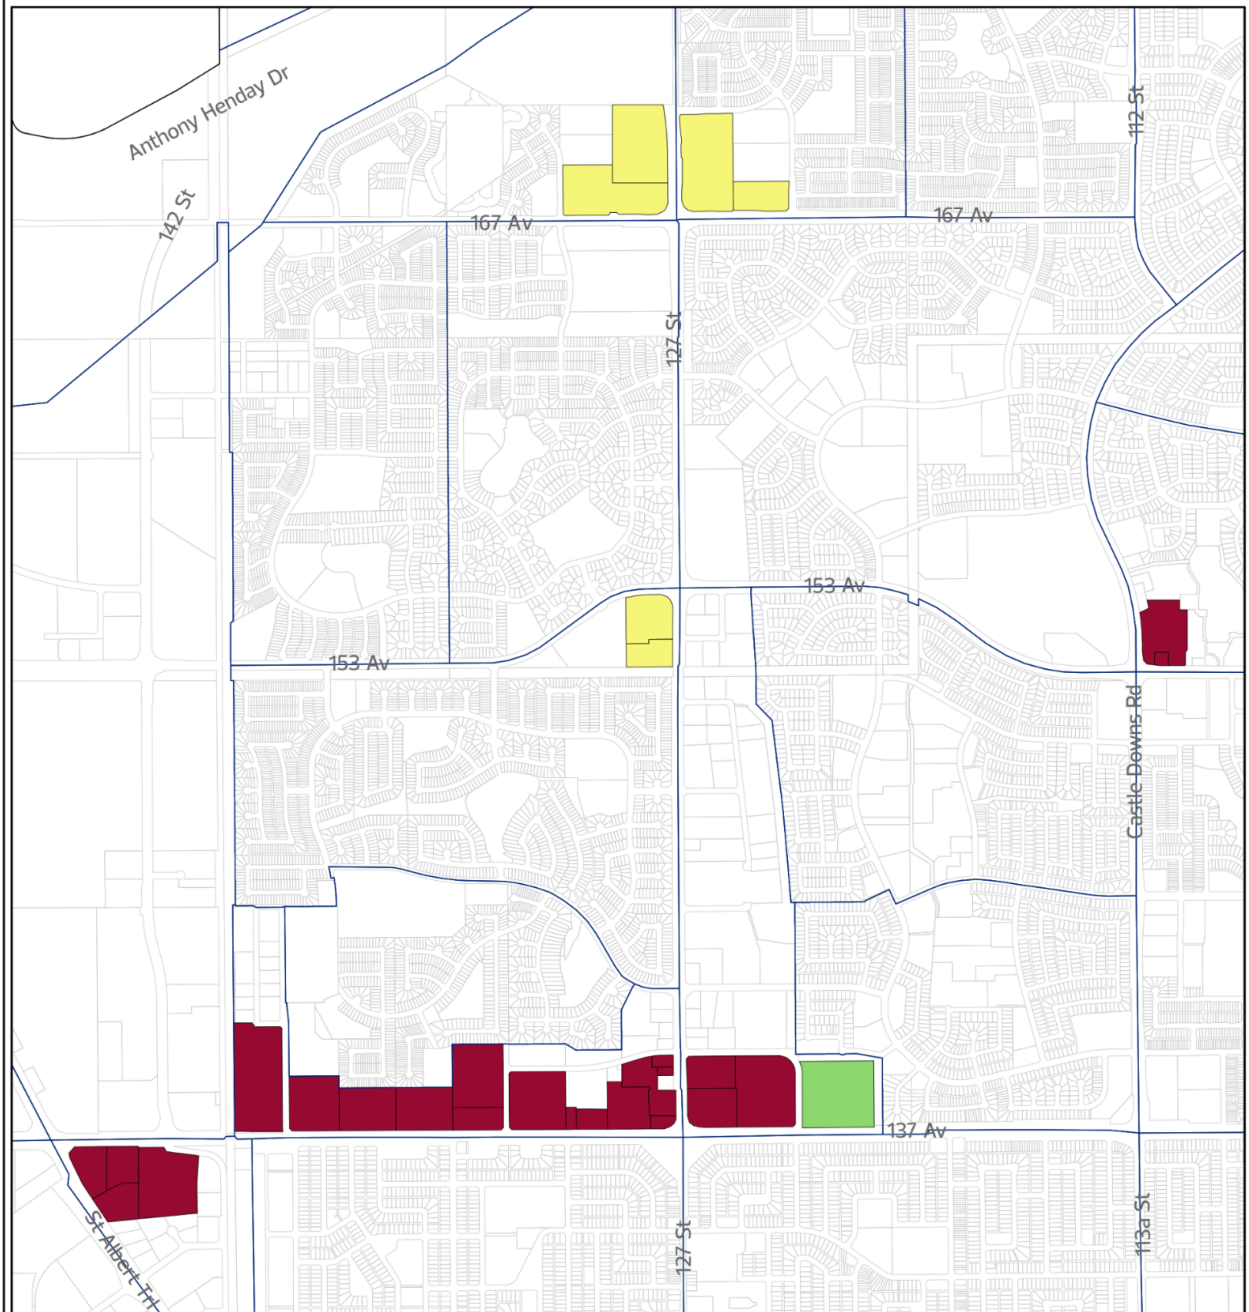 Anthony Henday Dr
112 St
142 St
167 Av
167 Av
127 St
153 Av
153 Av
Castle Downs Rd
137 Av
St Albert Trl
127 St
113a St